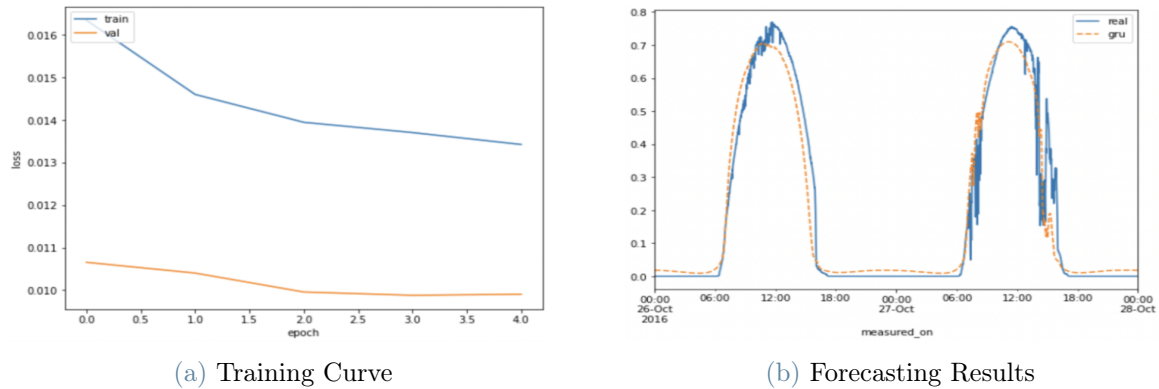 train
val
0.016
0.015
0.014
0.013
0.012
0.011
0.010
loss
0.0 0.5 1.0 1.5 2.0 2.5 3.0 3.5 4.0
epoch
(a) Training Curve
real
gru
0.8
0.7
0.6
0.5
0.4
0.3
0.2
0.1
0.0
00:00 06:00 12:00 18:00 00:00 06:00 12:00 18:00 00:00
26-Oct 27-Oct 28-Oct
2016
measured_on
(b) Forecasting Results